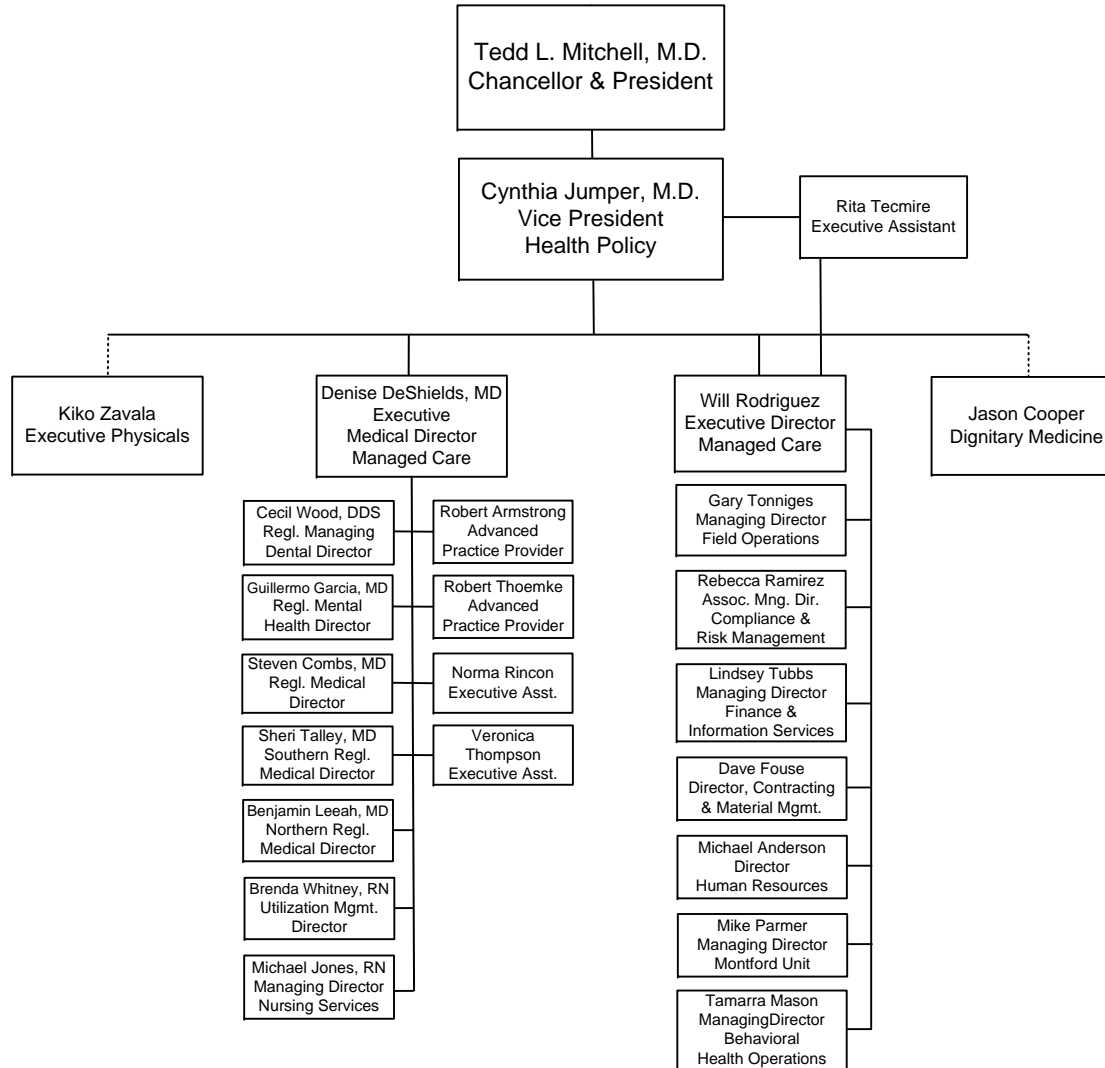 Tedd L. Mitchell, M.D.
Chancellor & President
Cynthia Jumper, M.D.
Vice President
Health Policy
Rita Tecmire
Executive Assistant
Kiko Zavala
Executive Physicals
Denise DeShields, MD
Executive
Medical Director
Managed Care
Will Rodriguez
Executive Director
Managed Care
Jason Cooper
Dignitary Medicine
Cecil Wood, DDS
Regl. Managing
Dental Director
Robert Armstrong
Advanced
Practice Provider
Guillermo Garcia, MD
Regl. Mental
Health Director
Robert Thoemke
Advanced
Practice Provider
Steven Combs, MD
Regl. Medical
Director
Norma Rincon
Executive Asst.
Sheri Talley, MD
Southern Regl.
Medical Director
Veronica
Thompson
Executive Asst.
Benjamin Leeah, MD
Northern Regl.
Medical Director
Brenda Whitney, RN
Utilization Mgmt.
Director
Michael Jones, RN
Managing Director
Nursing Services
Gary Tonniges
Managing Director
Field Operations
Rebecca Ramirez
Assoc. Mng. Dir.
Compliance &
Risk Management
Lindsey Tubbs
Managing Director
Finance &
Information Services
Dave Fouse
Director, Contracting
& Material Mgmt.
Michael Anderson
Director
Human Resources
Mike Parmer
Managing Director
Montford Unit
Tamarra Mason
ManagingDirector
Behavioral
Health Operations